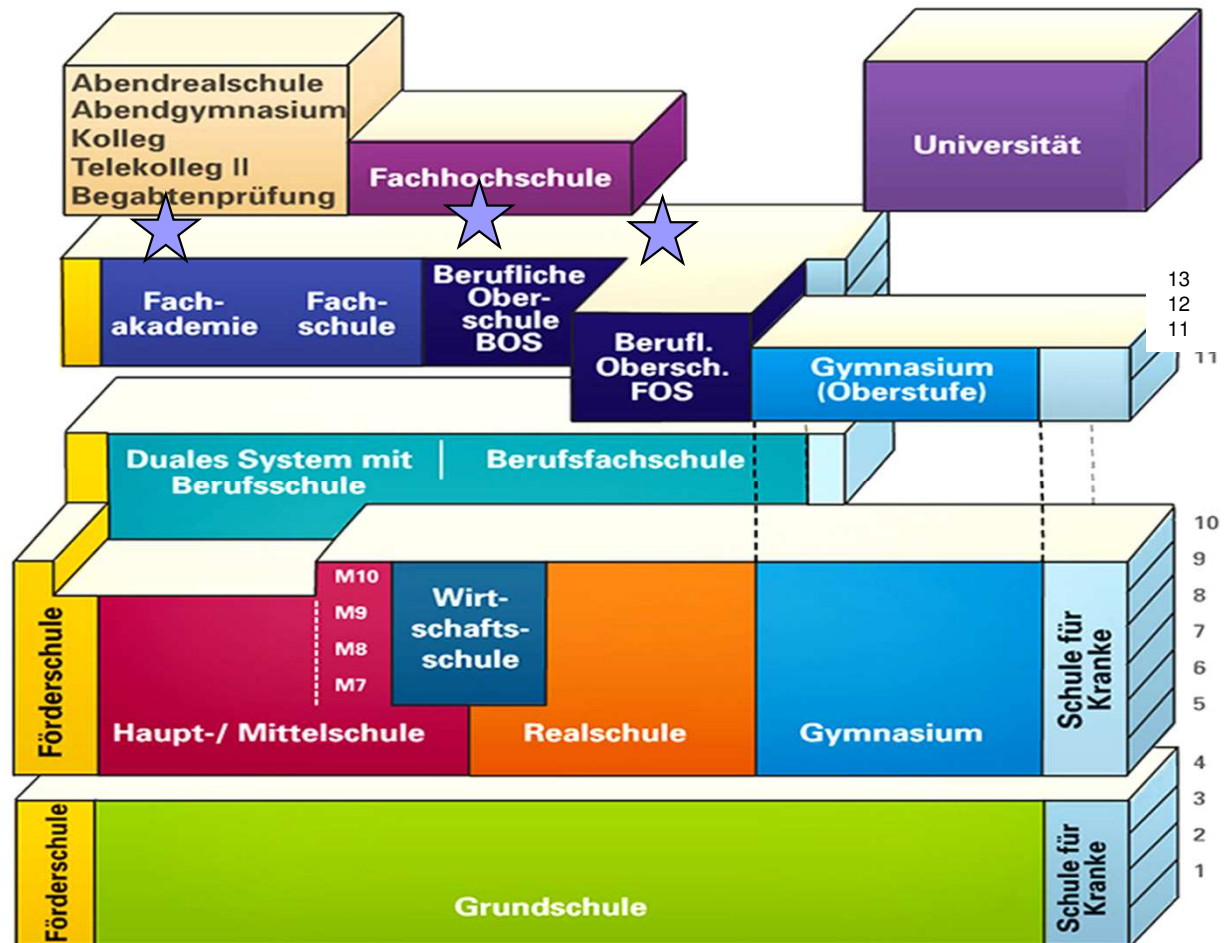 Abendrealschule
Abendgymnasium
Kolleg
Telekolleg II
Begabtenprüfung
Fachhochschule
Universität
Fach-
akademie
Fach-
schule
Berufliche
Ober-
schule
BOS
Berufl.
Obersch.
FOS
Gymnasium
(Oberstufe)
13
12
11
11
Duales System mit
Berufsschule
Berufsfachschule
Förderschule
M10
M9
M8
M7
Haupt-/ Mittelschule
Wirt-
schafts-
schule
Realschule
Gymnasium
Schule für
Kranke
10
9
8
7
6
5
Förderschule
Grundschule
Schule für
Kranke
4
3
2
1